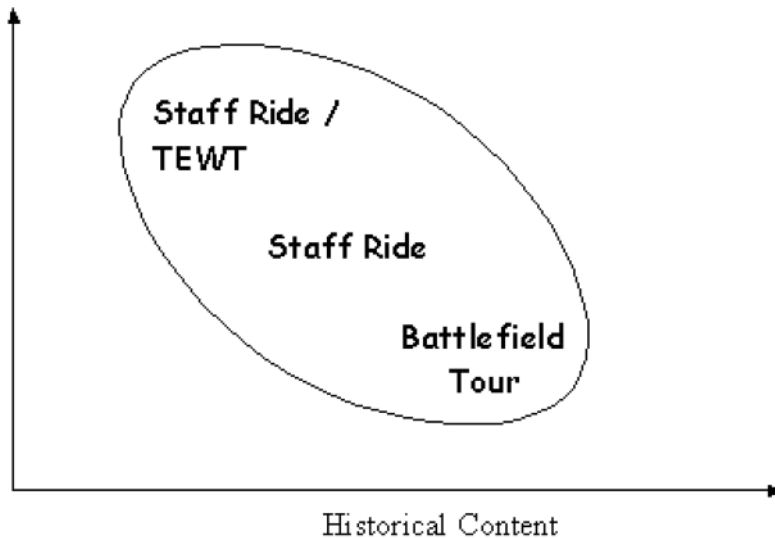 Staff Ride /
TEWT
Staff Ride
Battlefield
Tour
Historical Content